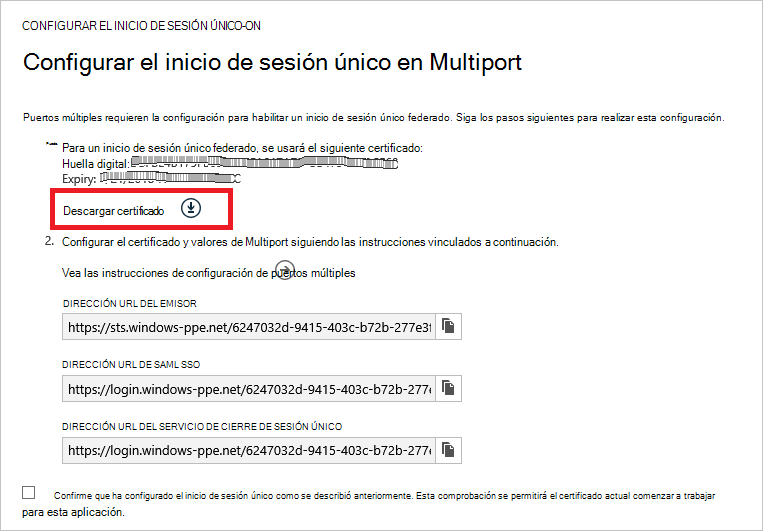 CONFIGURAR EL INICIO DE SESIÓN ÚNICO-ON
Configurar el inicio de sesión único en Multiport
Puertos múltiples requieren la configuración para habilitar un inicio de sesión único federado. Siga los pasos siguientes para realizar esta configuración.
Para un inicio de sesión único federado, se usará el siguiente certificado:
Huella digital:
Expiry:
Descargar certificado
2. Configurar el certificado y valores de Multiport siguiendo las instrucciones vinculados a continuación.
Vea las instrucciones de configuración de puertos múltiples
DIRECCIÓN URL DEL EMISOR
https://sts.windows-ppe.net/6247032d-9415-403c-b72b-277e3f
DIRECCIÓN URL DE SAML SSO
https://login.windows-ppe.net/6247032d-9415-403c-b72b-277e
DIRECCIÓN URL DEL SERVICIO DE CIERRE DE SESIÓN ÚNICO
https://login.windows-ppe.net/6247032d-9415-403c-b72b-277e
Confirme que ha configurado el inicio de sesión único como se describió anteriormente. Esta comprobación se permitirá el certificado actual comenzar a trabajar
para esta aplicación.